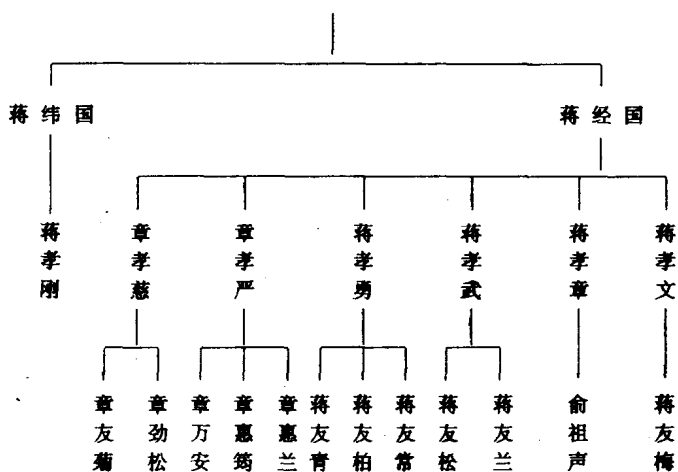 蒋纬国
蒋经国
蒋孝刚
章孝慈
章孝严
蒋孝勇
蒋孝武
蒋孝章
蒋孝文
章友菊
章劲松
章万安
章惠筠
章惠兰
蒋友青
蒋友柏
蒋友常
蒋友松
蒋友兰
俞祖声
蒋友梅